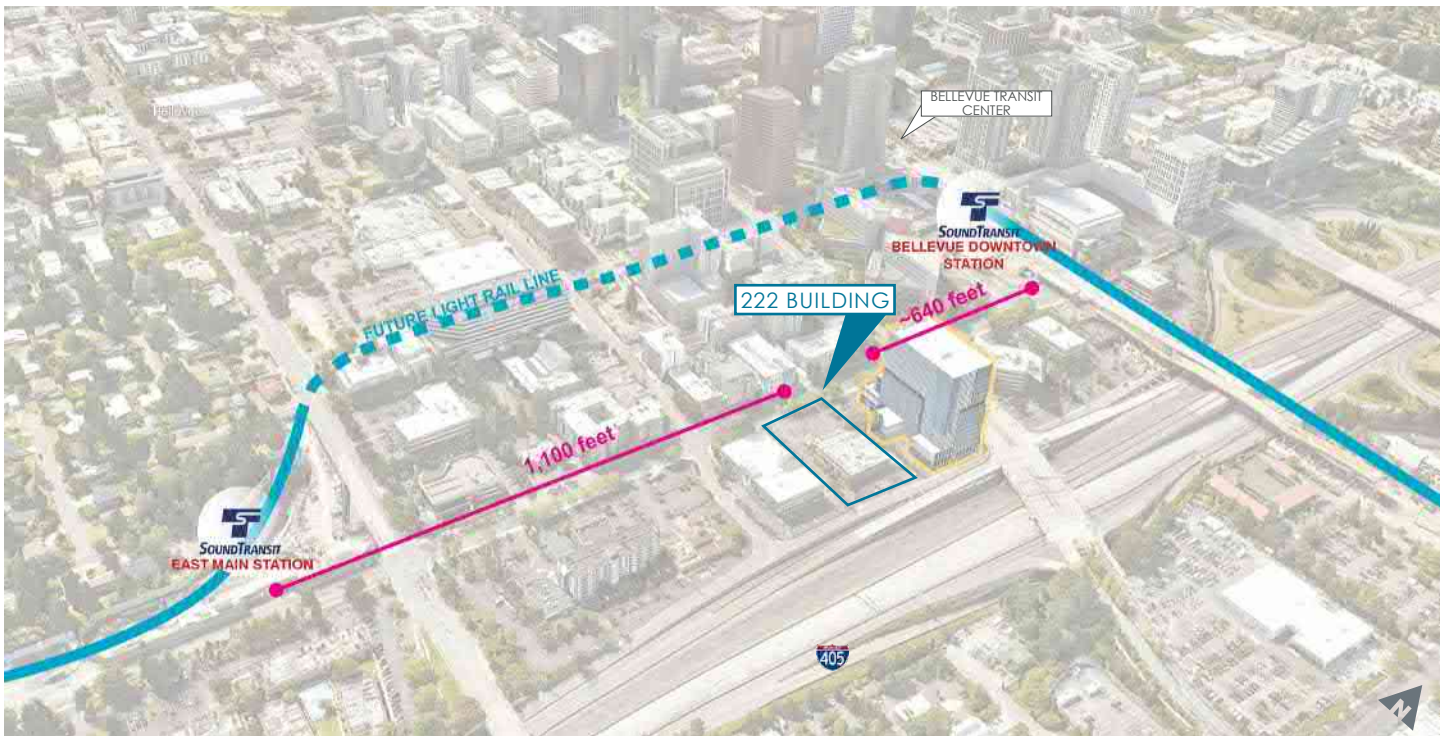 BELLEVUE TRANSIT
CENTER
SOUNDTRANSIT
BELLEVUE DOWNTOWN
STATION
FUTURE LIGHT RAIL LINE
222 BUILDING
~640 feet
1,100 feet
SOUNDTRANSIT
EAST MAIN STATION
405
N